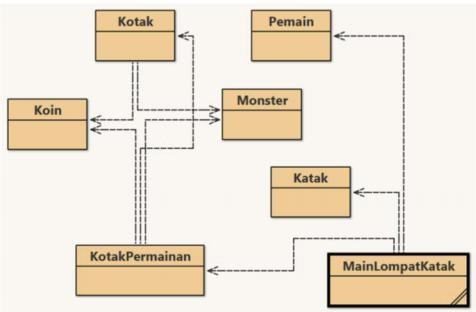 Kotak
Pemain
Koin
Monster
Katak
KotakPermainan
MainLompatKatak